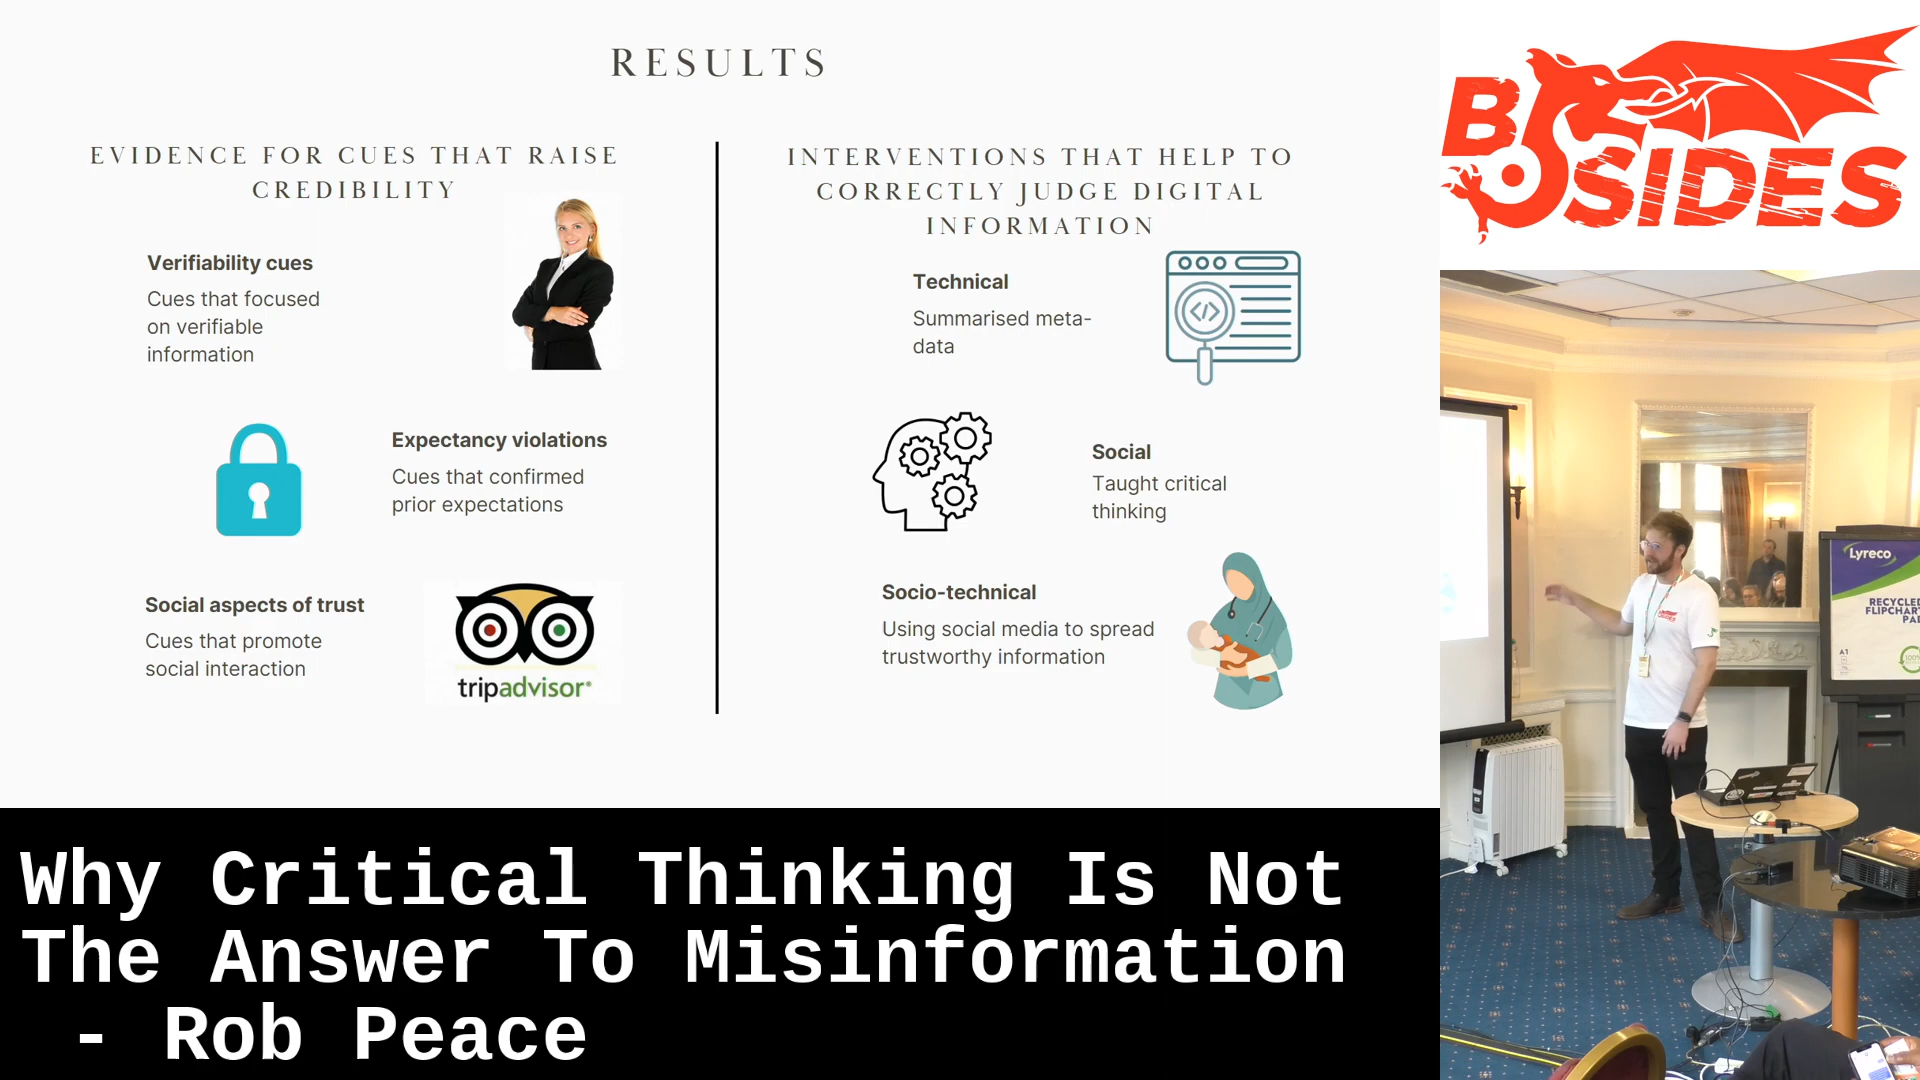 RESULTS
EVIDENCE FOR CUES THAT RAISE
CREDIBILITY
Verifiability cues
Cues that focused
on verifiable
information
Expectancy violations
Cues that confirmed
prior expectations
Social aspects of trust
Cues that promote
social interaction
tripadvisor®
INTERVENTIONS THAT HELP TO
CORRECTLY JUDGE DIGITAL
INFORMATION
Technical
Summarised meta-
data
</>
Social
Taught critical
thinking
Socio-technical
Using social media to spread
trustworthy information
BSIDES
Lyreco
RECYCLED
FLIPCHART
PAD
A1
100%
Why Critical Thinking Is Not
The Answer To Misinformation
- Rob Peace